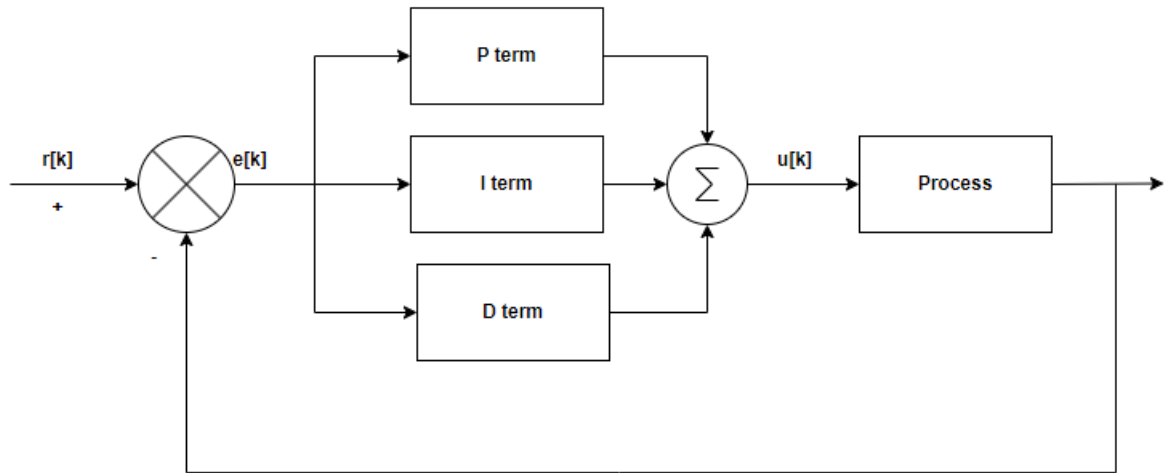 P term
r[k]
e[k]
+
I term
Σ
u[k]
Process
-
D term